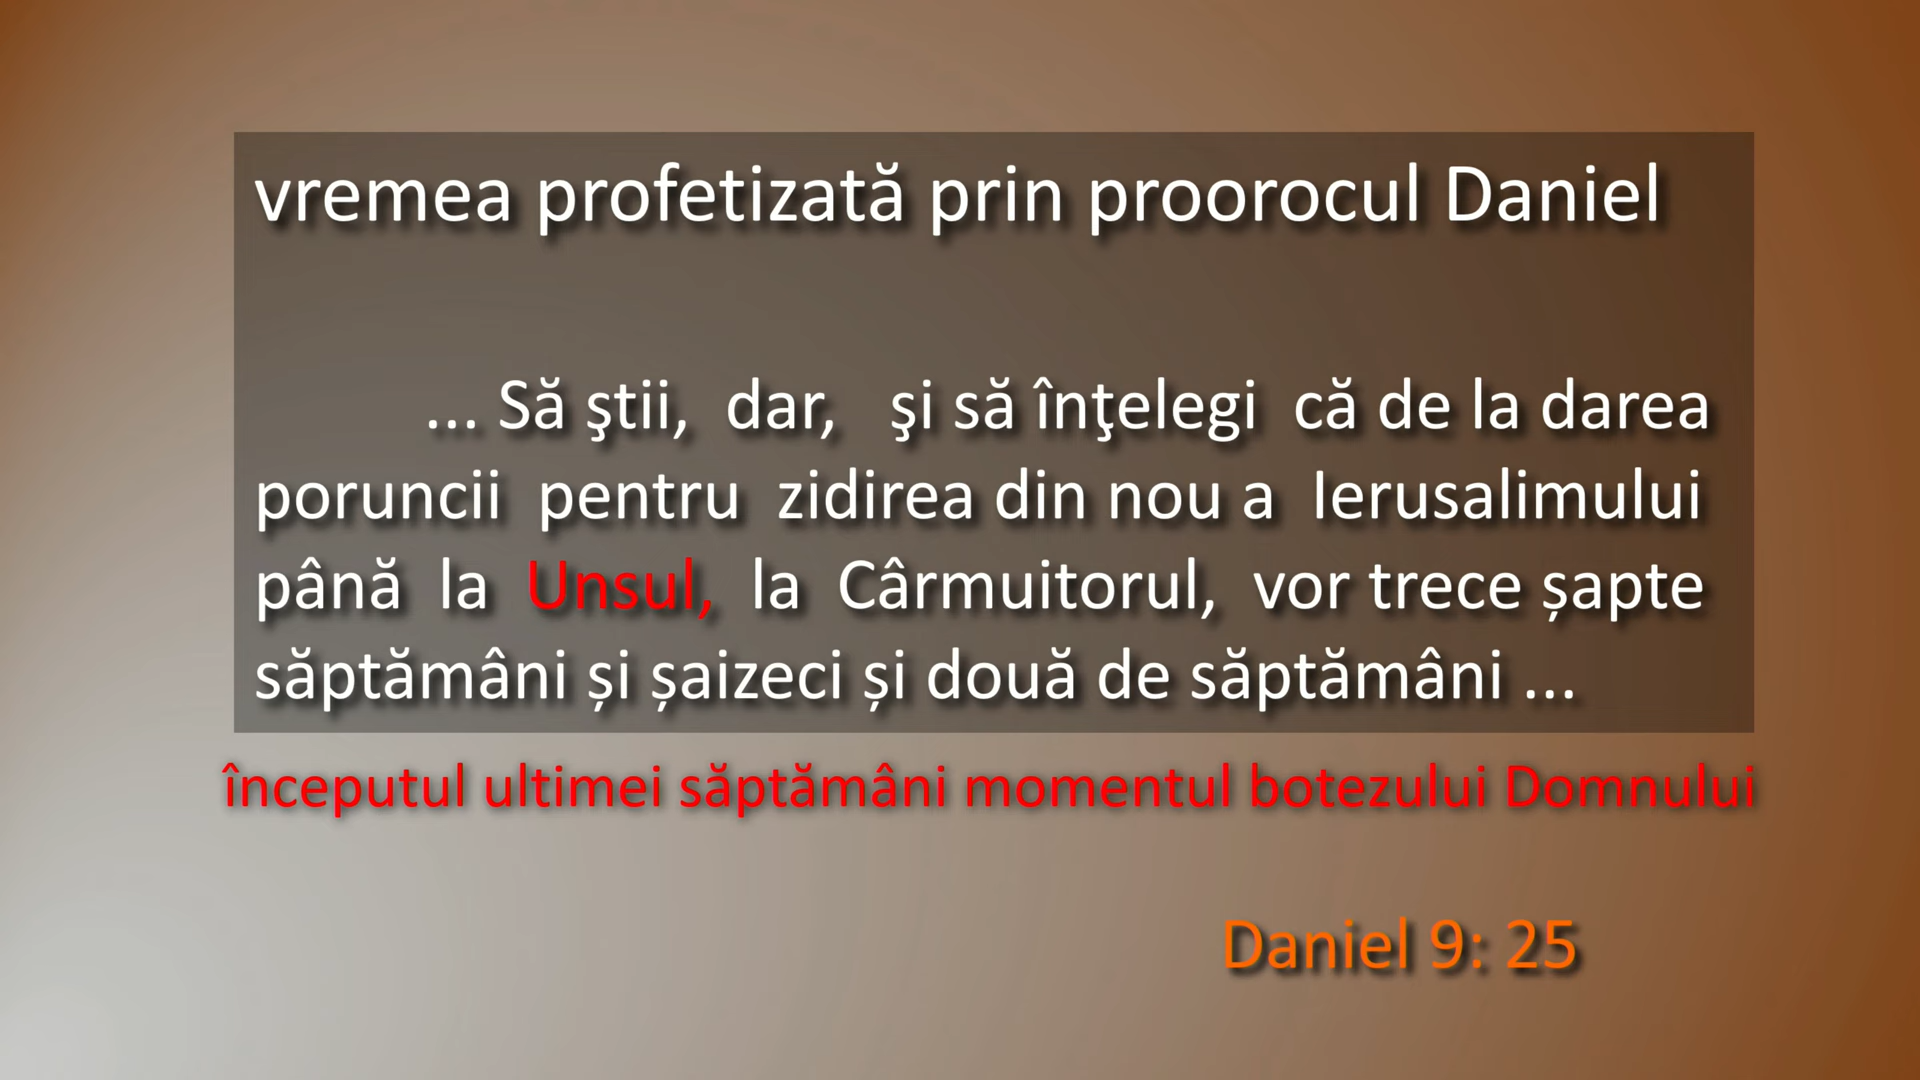 vremea profetizată prin proorocul Daniel
... Să ştii, dar, şi să înţelegi că de la darea
poruncii pentru zidirea din nou a Ierusalimului
până la Unsul, la Cârmuitorul, vor trece șapte
săptămâni și șaizeci și două de săptămâni ...
începutul ultimei săptămâni momentul botezului Domnului
Daniel 9: 25